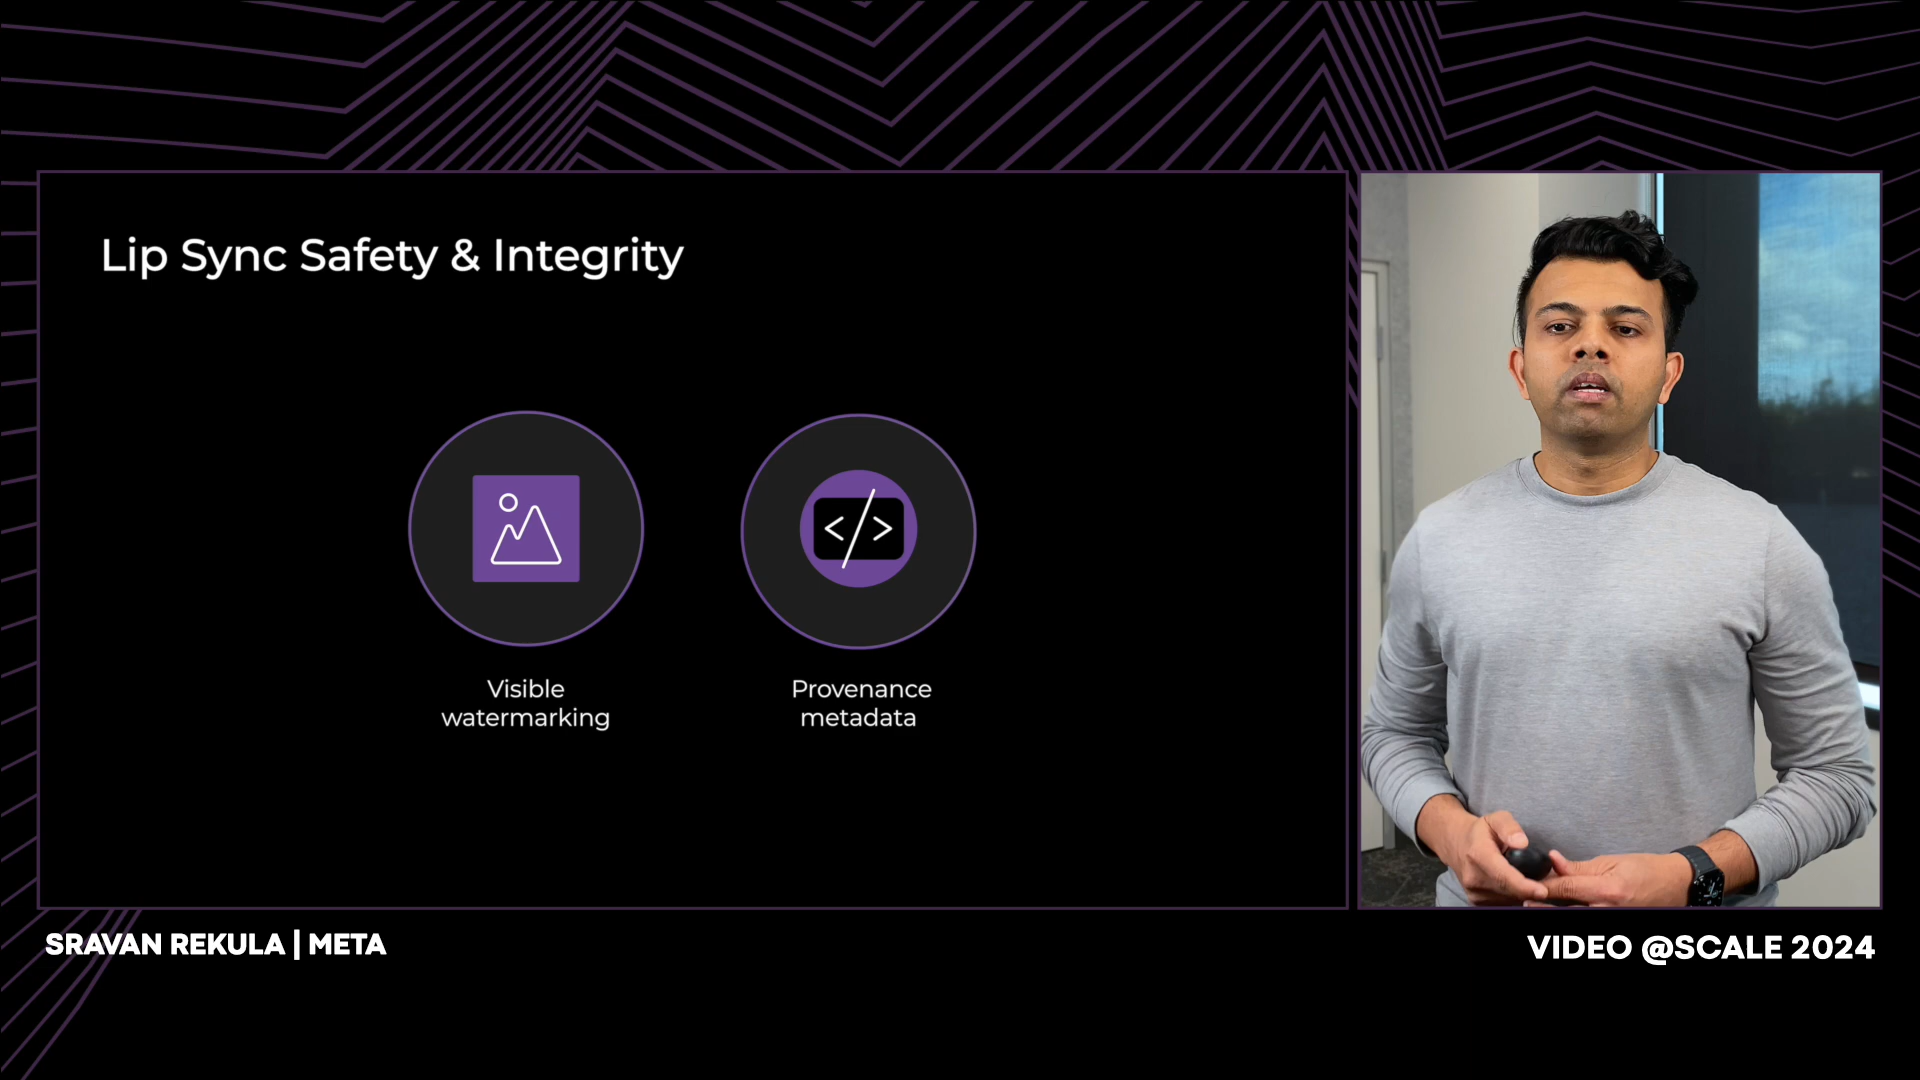 Lip Sync Safety & Integrity
Visible
watermarking
Provenance
metadata
SRAVAN REKULA | META
VIDEO @SCALE 2024